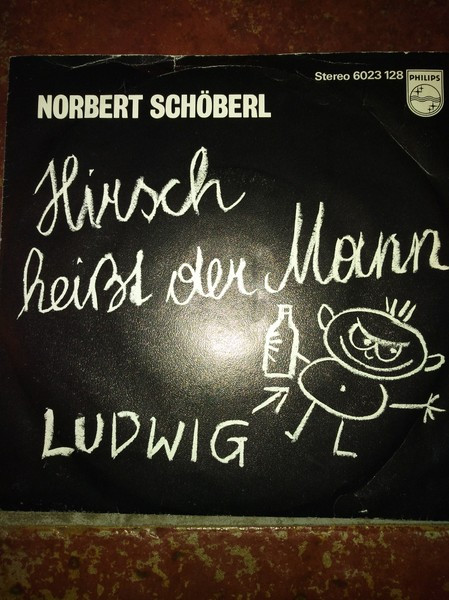 Stereo 6023 128
PHILIPS
NORBERT SCHÖBERL
Hirsch
heißt der Mann
LUDWIG